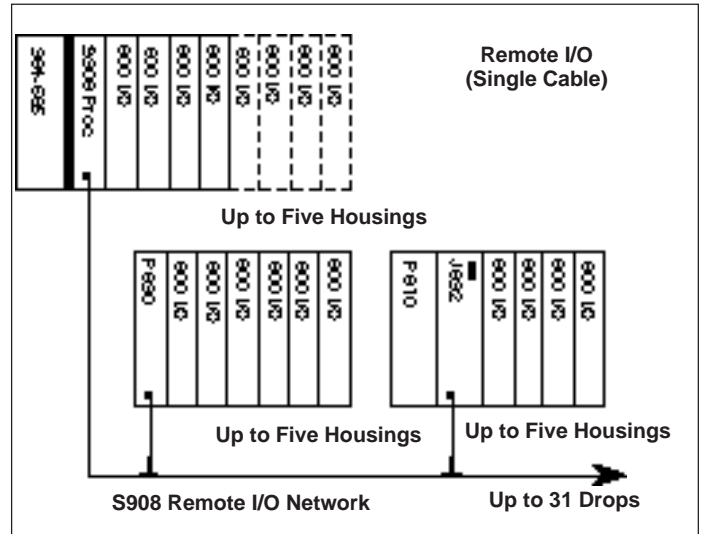 Remote I/O
(Single Cable)
984-685
S908 Proc
800 I/O
800 I/O
800 I/O
800 I/O
800 I/O
800 I/O
800 I/O
800 I/O
Up to Five Housings
P890
800 I/O
800 I/O
800 I/O
800 I/O
800 I/O
800 I/O
Up to Five Housings
P810
J892
800 I/O
800 I/O
800 I/O
800 I/O
Up to Five Housings
S908 Remote I/O Network
Up to 31 Drops